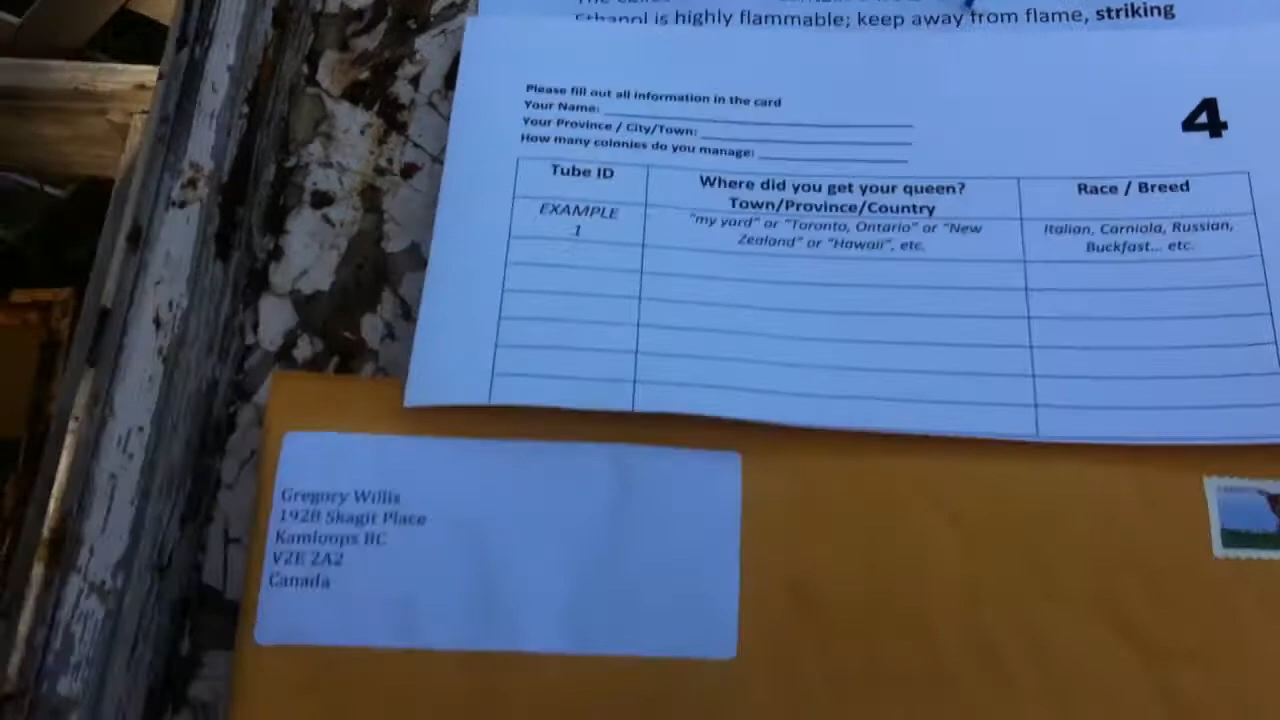 Ethanol is highly flammable; keep away from flame, striking
Please fill out all information in the card
4
Your Name:
Your Province / City/Town:
How many colonies do you manage:
Tube ID
Where did you get your queen?
Town/Province/Country
Race / Breed
EXAMPLE
1
"my yard" or "Toronto, Ontario" or "New
Zealand" or "Hawaii", etc.
Italian, Carniola, Russian,
Buckfast... etc.
Gregory Willis
1928 Skagit Place
Kamloops BC
V2E 2A2
Canada